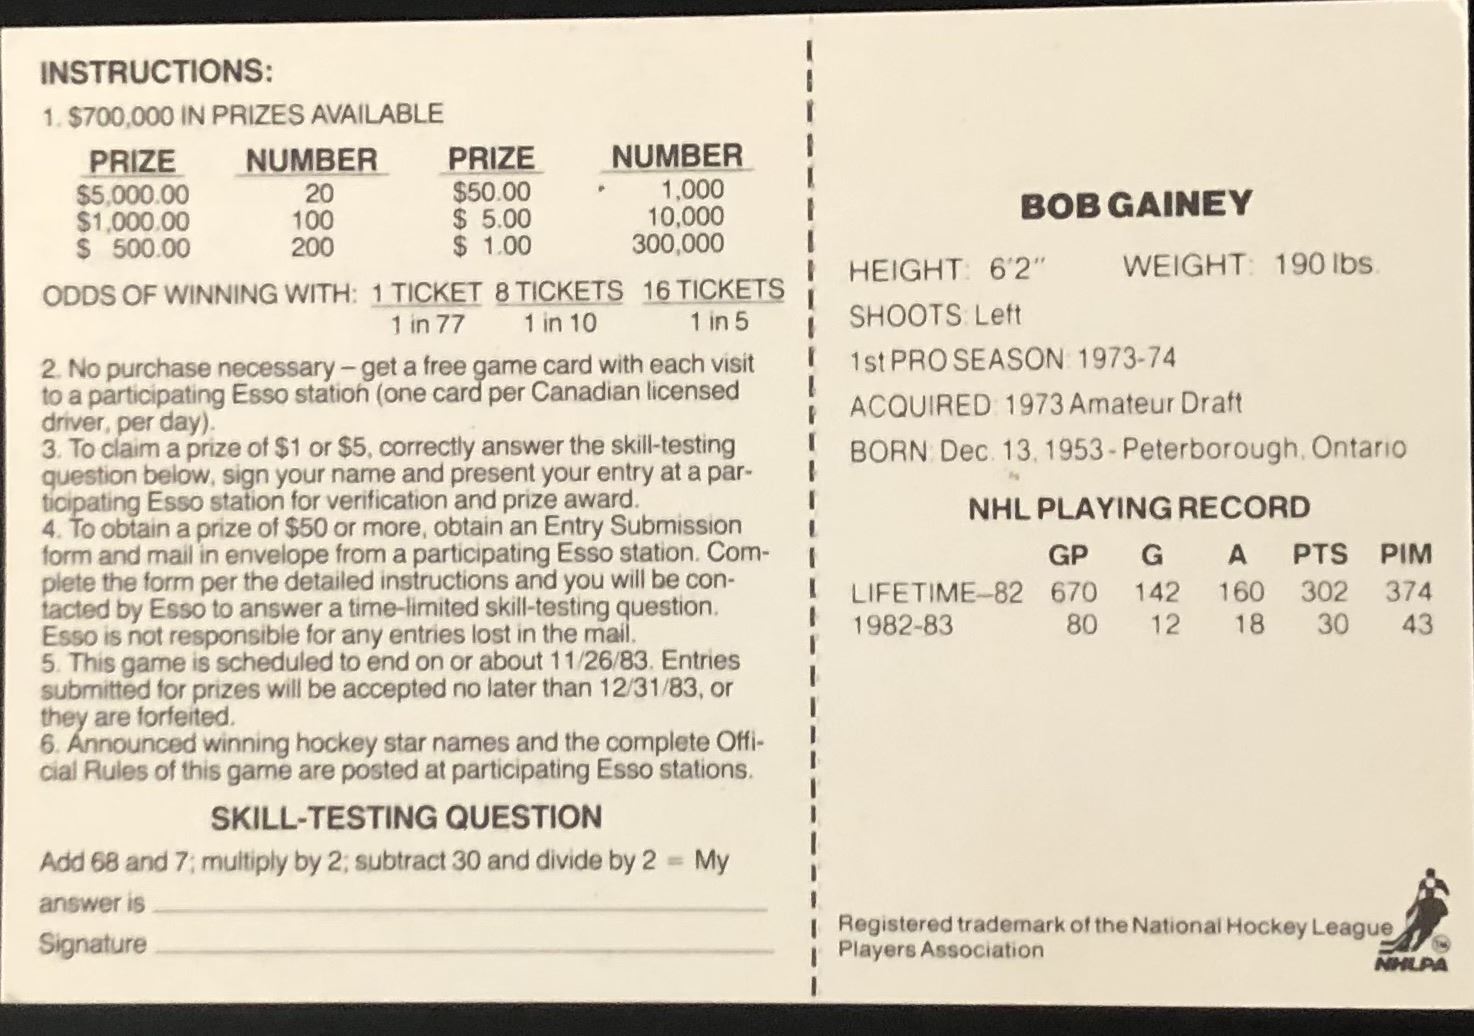 INSTRUCTIONS:
1. $700,000 IN PRIZES AVAILABLE
PRIZE NUMBER PRIZE NUMBER
$5,000.00 20 $50.00 1,000
$1,000.00 100 $ 5.00 10,000
$ 500.00 200 $ 1.00 300,000
ODDS OF WINNING WITH: 1 TICKET 8 TICKETS 16 TICKETS
1 in 77 1 in 10 1 in 5
2. No purchase necessary – get a free game card with each visit
to a participating Esso station (one card per Canadian licensed
driver, per day).
3. To claim a prize of $1 or $5, correctly answer the skill-testing
question below, sign your name and present your entry at a par-
ticipating Esso station for verification and prize award.
4. To obtain a prize of $50 or more, obtain an Entry Submission
form and mail in envelope from a participating Esso station. Com-
plete the form per the detailed instructions and you will be con-
tacted by Esso to answer a time-limited skill-testing question.
Esso is not responsible for any entries lost in the mail.
5. This game is scheduled to end on or about 11/26/83. Entries
submitted for prizes will be accepted no later than 12/31/83, or
they are forfeited.
6. Announced winning hockey star names and the complete Offi-
cial Rules of this game are posted at participating Esso stations.
SKILL-TESTING QUESTION
Add 68 and 7; multiply by 2; subtract 30 and divide by 2 = My
answer is
Signature
BOB GAINEY
HEIGHT: 6'2" WEIGHT: 190 lbs.
SHOOTS: Left
1st PRO SEASON: 1973-74
ACQUIRED: 1973 Amateur Draft
BORN: Dec. 13, 1953 - Peterborough, Ontario
NHL PLAYING RECORD
GP G A PTS PIM
LIFETIME–82 670 142 160 302 374
1982-83 80 12 18 30 43
Registered trademark of the National Hockey League
Players Association
NHLPA
TM